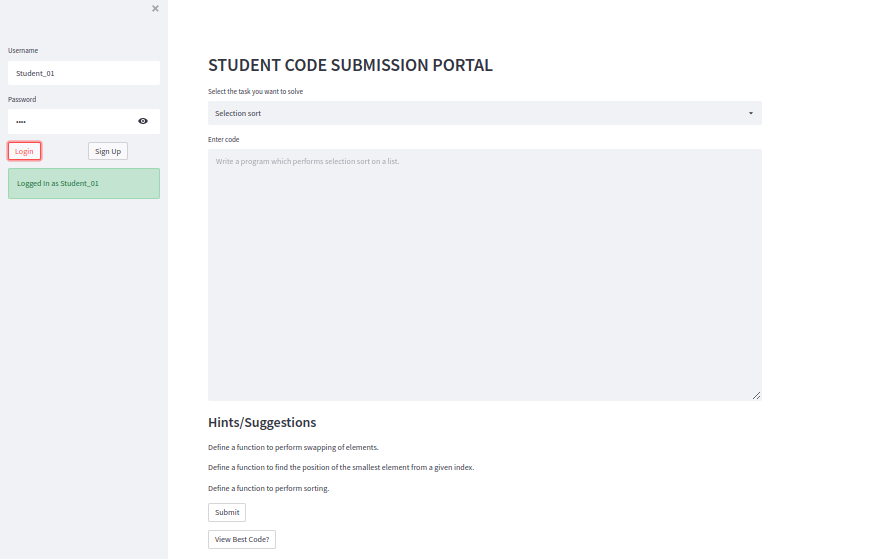 Username
Student_01
Password
••••
Login
Sign Up
Logged In as Student_01
STUDENT CODE SUBMISSION PORTAL
Select the task you want to solve
Selection sort
Enter code
Write a program which performs selection sort on a list.
Hints/Suggestions
Define a function to perform swapping of elements.
Define a function to find the position of the smallest element from a given index.
Define a function to perform sorting.
Submit
View Best Code?